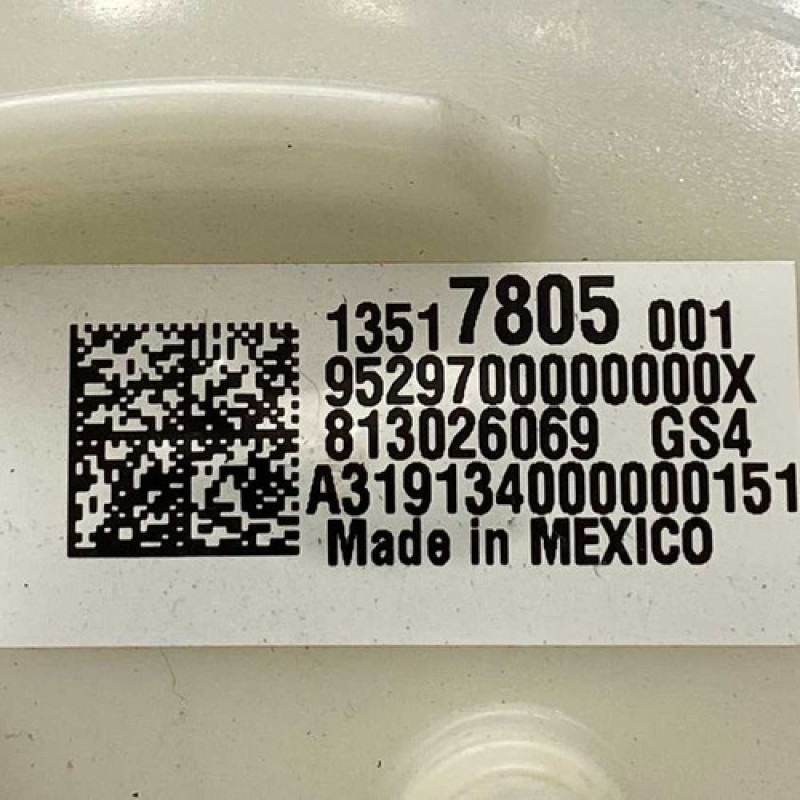 13517805 001
9529700000000X
813026069 GS4
A3191340000000151
Made in MEXICO